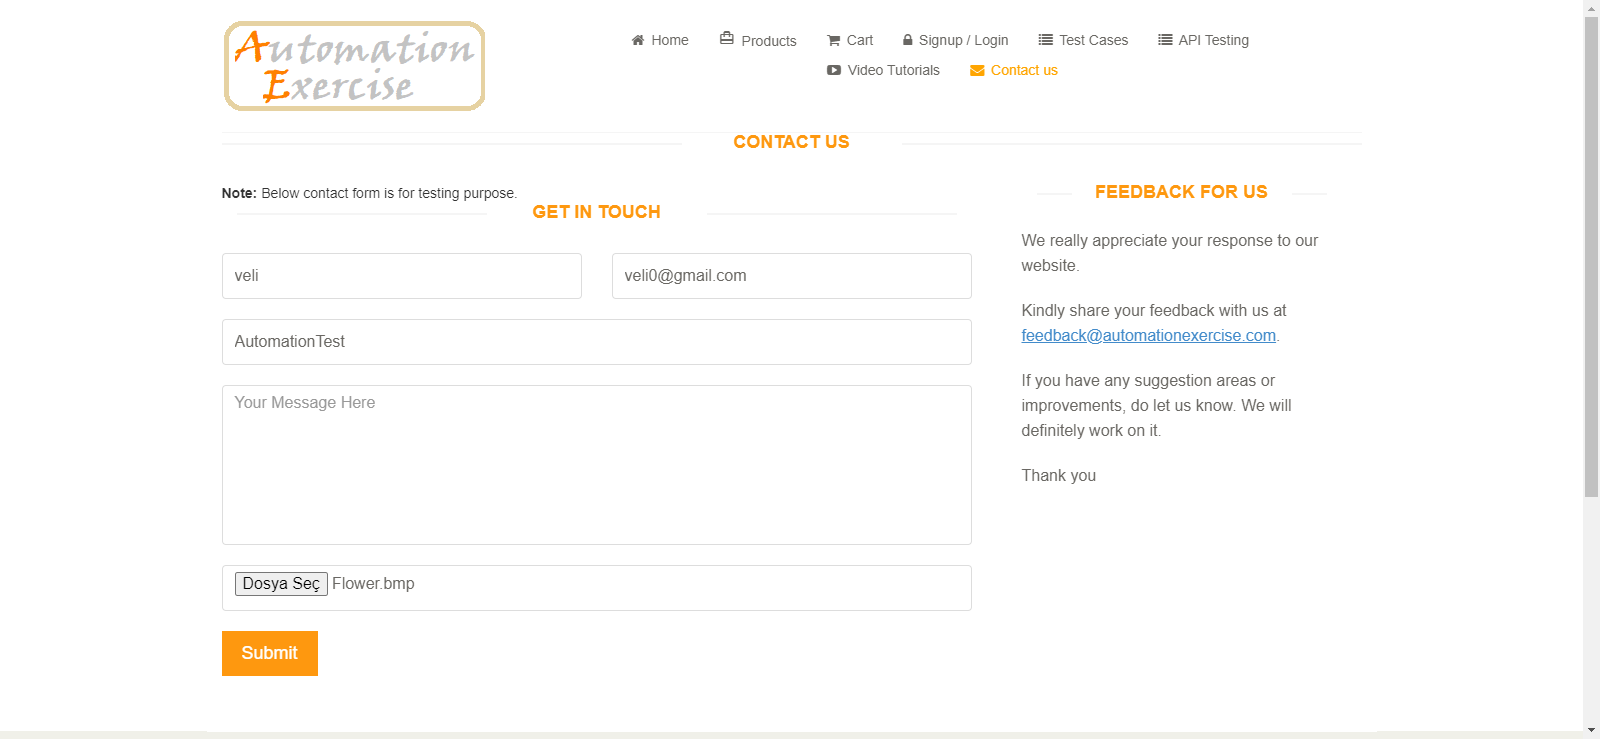 Automation
Exercise
Home Products Cart Signup / Login Test Cases API Testing
Video Tutorials Contact us
CONTACT US
Note: Below contact form is for testing purpose.
GET IN TOUCH
veli veli0@gmail.com
AutomationTest
Your Message Here
Dosya Seç Flower.bmp
Submit
FEEDBACK FOR US
We really appreciate your response to our
website.
Kindly share your feedback with us at
feedback@automationexercise.com.
If you have any suggestion areas or
improvements, do let us know. We will
definitely work on it.
Thank you